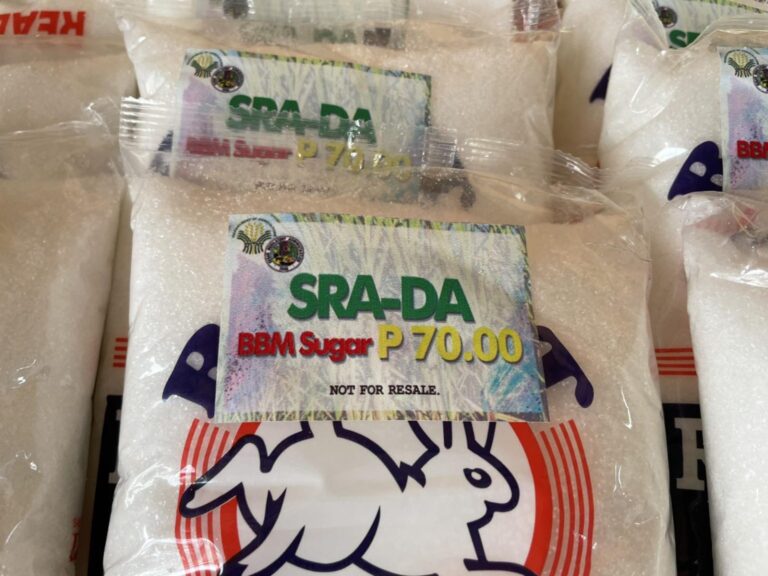 SRA-DA
BBM Sugar P 70.00
SRA-DA
BBM Sugar P 70.00
NOT FOR RESALE.